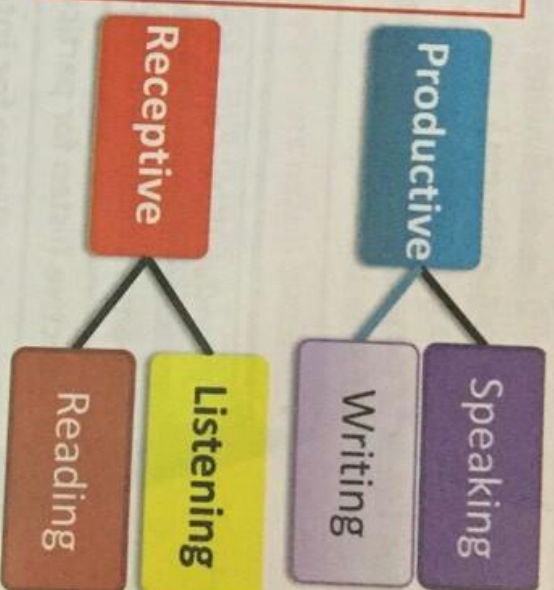 Productive
Speaking
Writing
Receptive
Listening
Reading